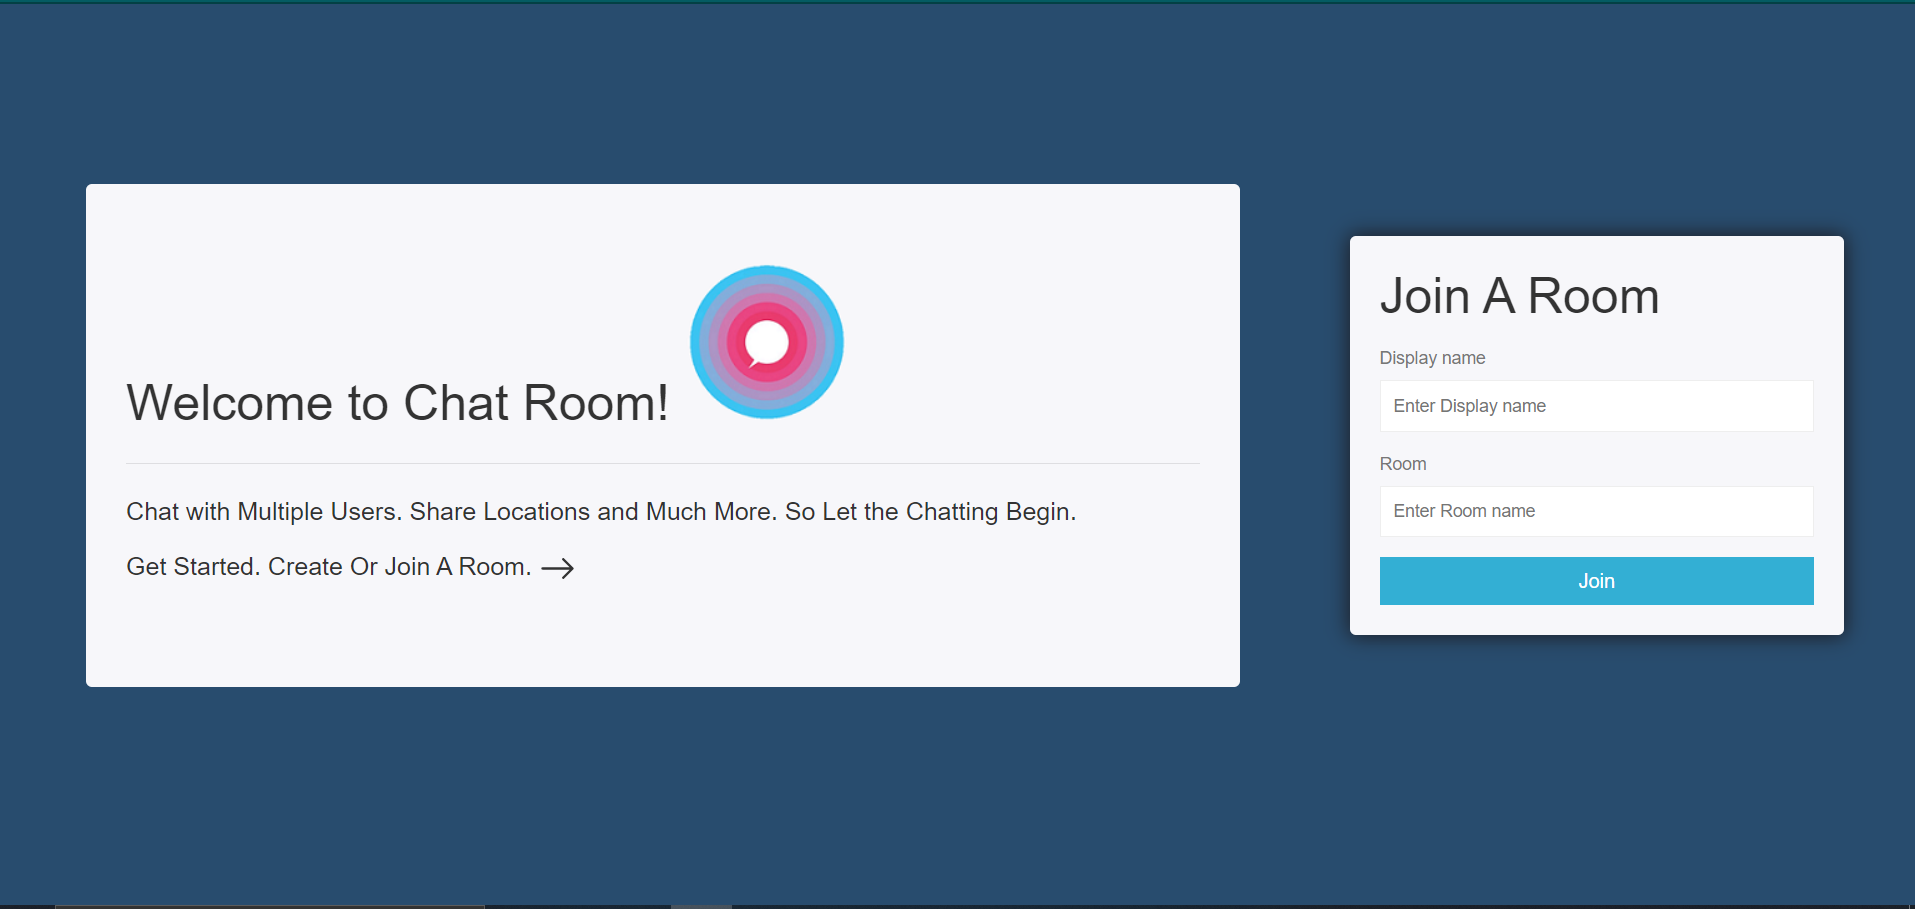 Welcome to Chat Room!
Chat with Multiple Users. Share Locations and Much More. So Let the Chatting Begin.
Get Started. Create Or Join A Room. →
Join A Room
Display name
Enter Display name
Room
Enter Room name
Join